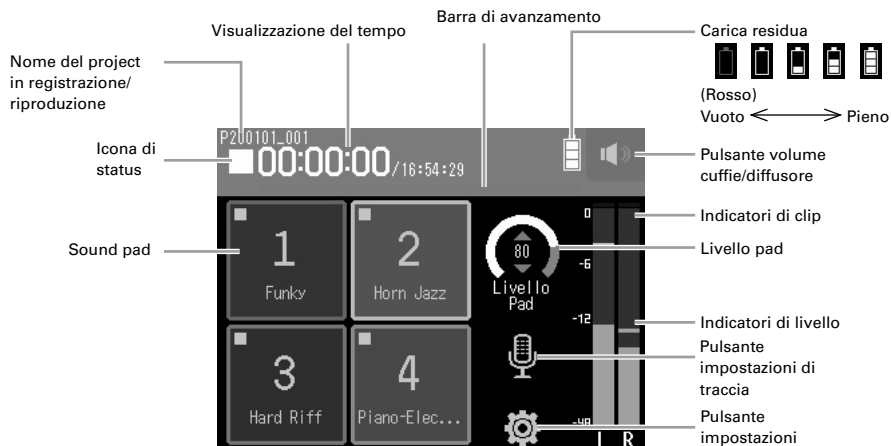 Visualizzazione del tempo
Barra di avanzamento
Carica residua
(Rosso)
Vuoto
Pieno
Nome del project
in registrazione/
riproduzione
Icona di
status
Sound pad
P200101_001
00:00:00/16:54:29
1
Funky
2
Horn Jazz
3
Hard Riff
4
Piano-Elec...
80
Livello
Pad
0
-6
-12
-48
L R
Pulsante volume
cuffie/diffusore
Indicatori di clip
Livello pad
Indicatori di livello
Pulsante
impostazioni di
traccia
Pulsante
impostazioni